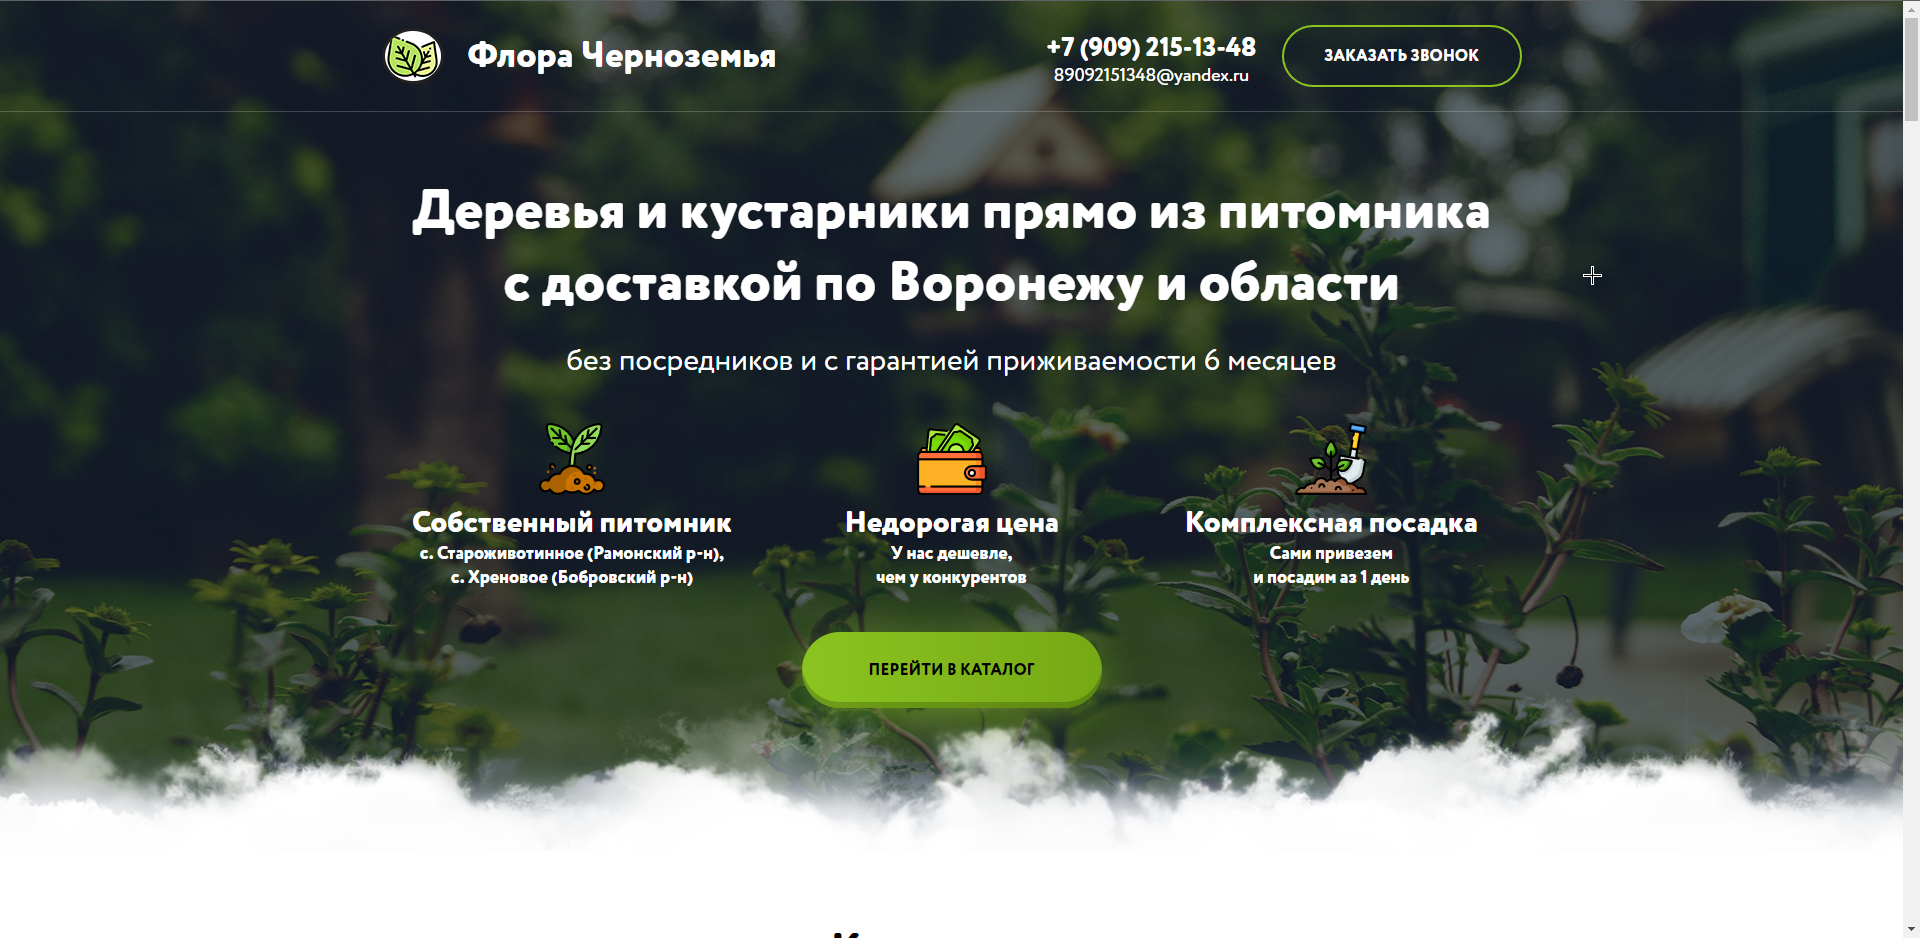 Флора Черноземья
+7 (909) 215-13-48
89092151348@yandex.ru
ЗАКАЗАТЬ ЗВОНОК
Деревья и кустарники прямо из питомника
с доставкой по Воронежу и области
без посредников и с гарантией приживаемости 6 месяцев
Собственный питомник
с. Староживотинное (Рамонский р-н),
с. Хреновое (Бобровский р-н)
Недорогая цена
У нас дешевле,
чем у конкурентов
Комплексная посадка
Сами привезем
и посадим аз 1 день
ПЕРЕЙТИ В КАТАЛОГ